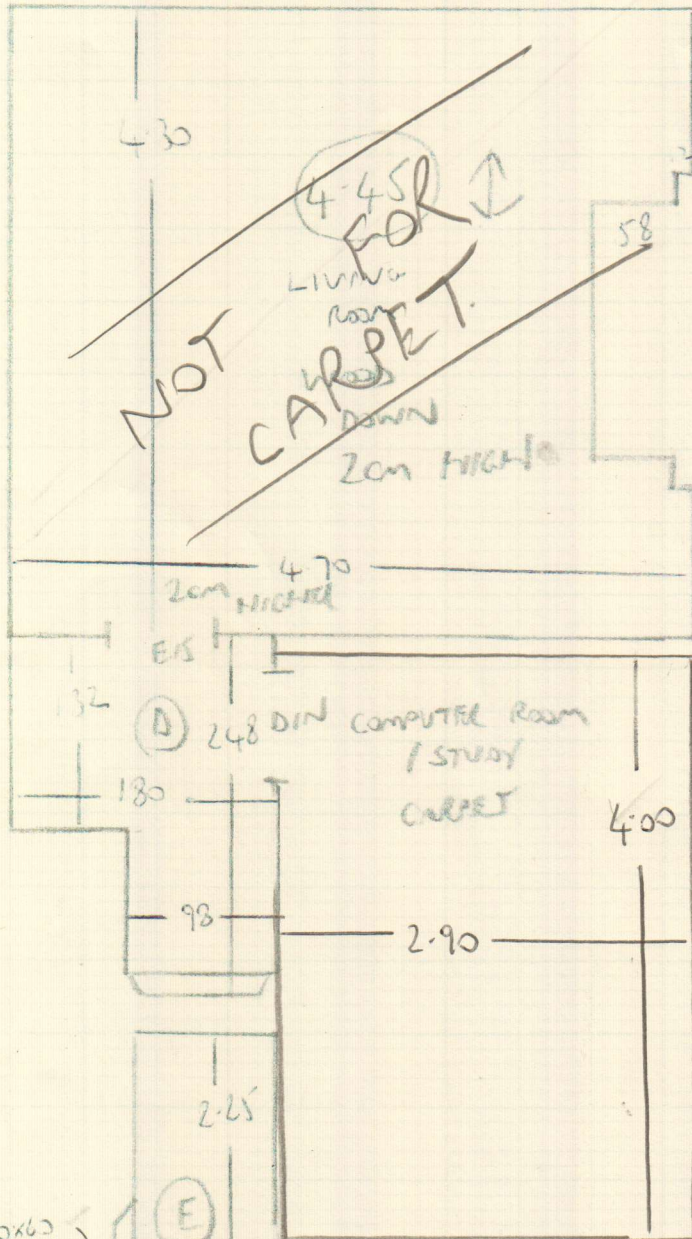 4.30
4.45
58
NOT FOR CARPET.
LIVING
ROOM
WOOD
DOWN
2cm HIGH
4.70
2cm HIGHER
E/S
132
D
248
DIN COMPUTER ROOM
/ STUDY
CARPET
180
4.00
98
2.90
2.25
E